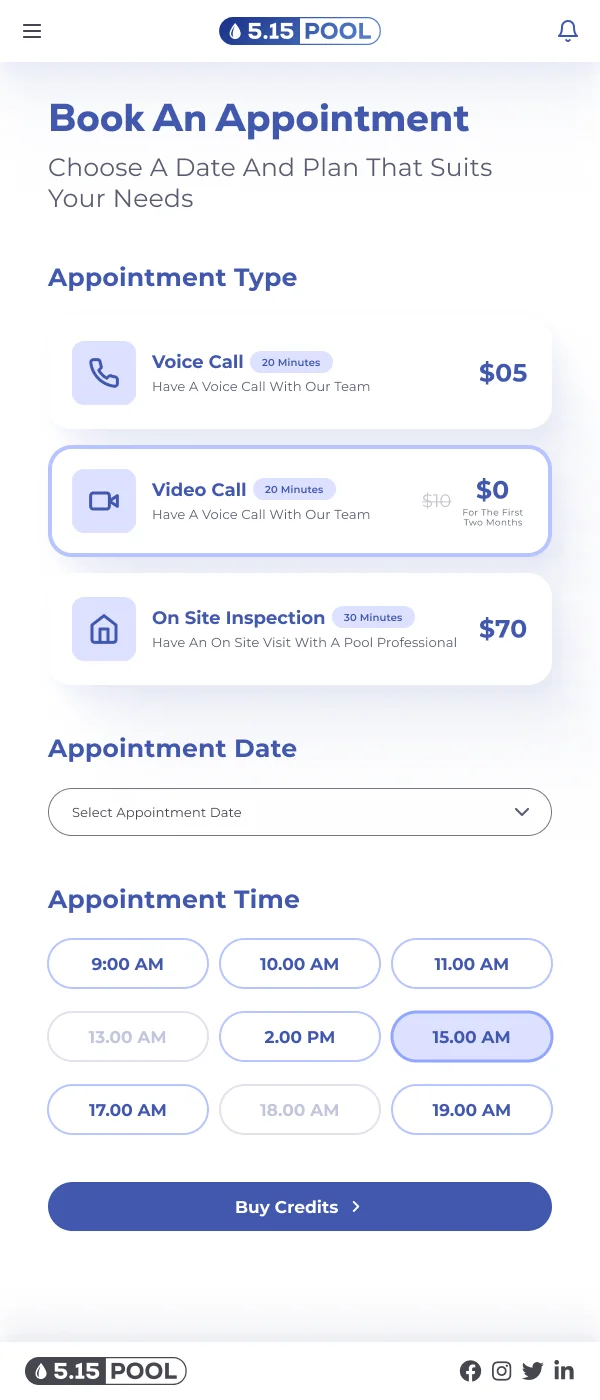 5.15 POOL
Book An Appointment
Choose A Date And Plan That Suits
Your Needs
Appointment Type
Voice Call 20 Minutes
Have A Voice Call With Our Team
$05
Video Call 20 Minutes
Have A Voice Call With Our Team
$10 $0
For The First
Two Months
On Site Inspection 30 Minutes
Have An On Site Visit With A Pool Professional
$70
Appointment Date
Select Appointment Date
Appointment Time
9:00 AM 10.00 AM 11.00 AM
13.00 AM 2.00 PM 15.00 AM
17.00 AM 18.00 AM 19.00 AM
Buy Credits
5.15 POOL